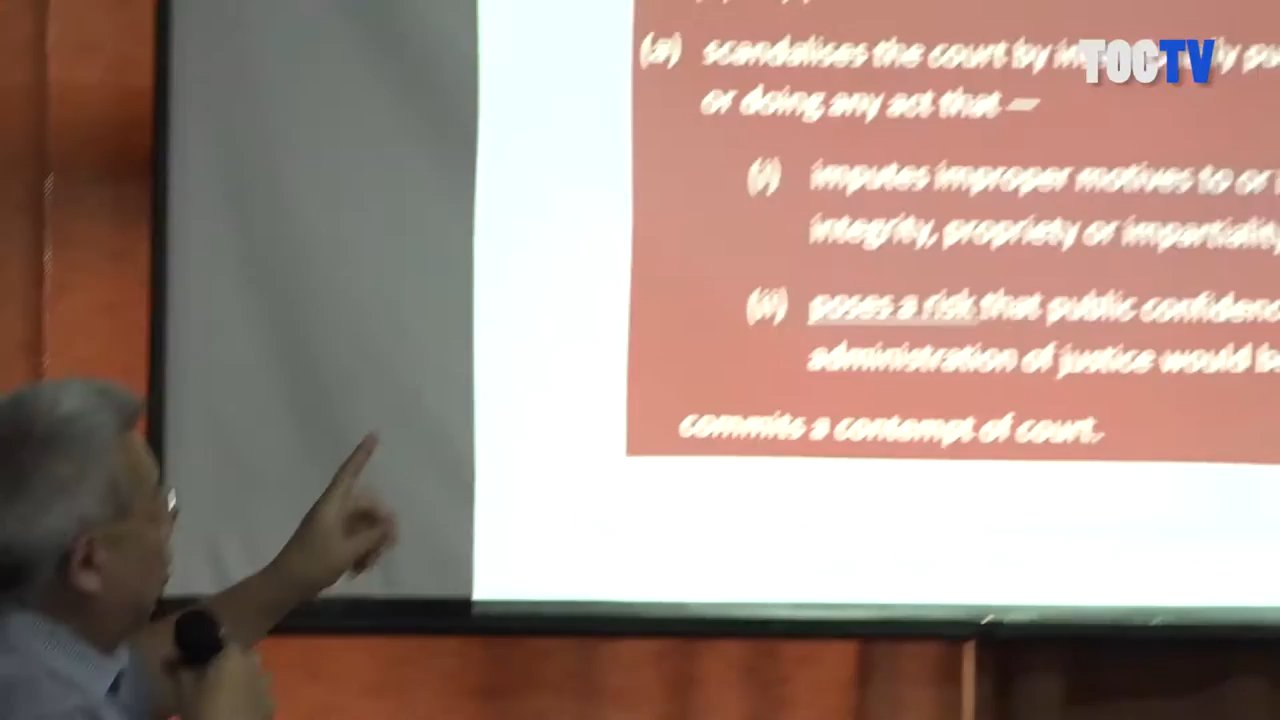 TOCTV
(a) scandalises the court by
or doing any act that —
(i) imputes improper motives to or
integrity, propriety or impartiality
(ii) poses a risk that public
administration of justice would
commits a contempt of court.